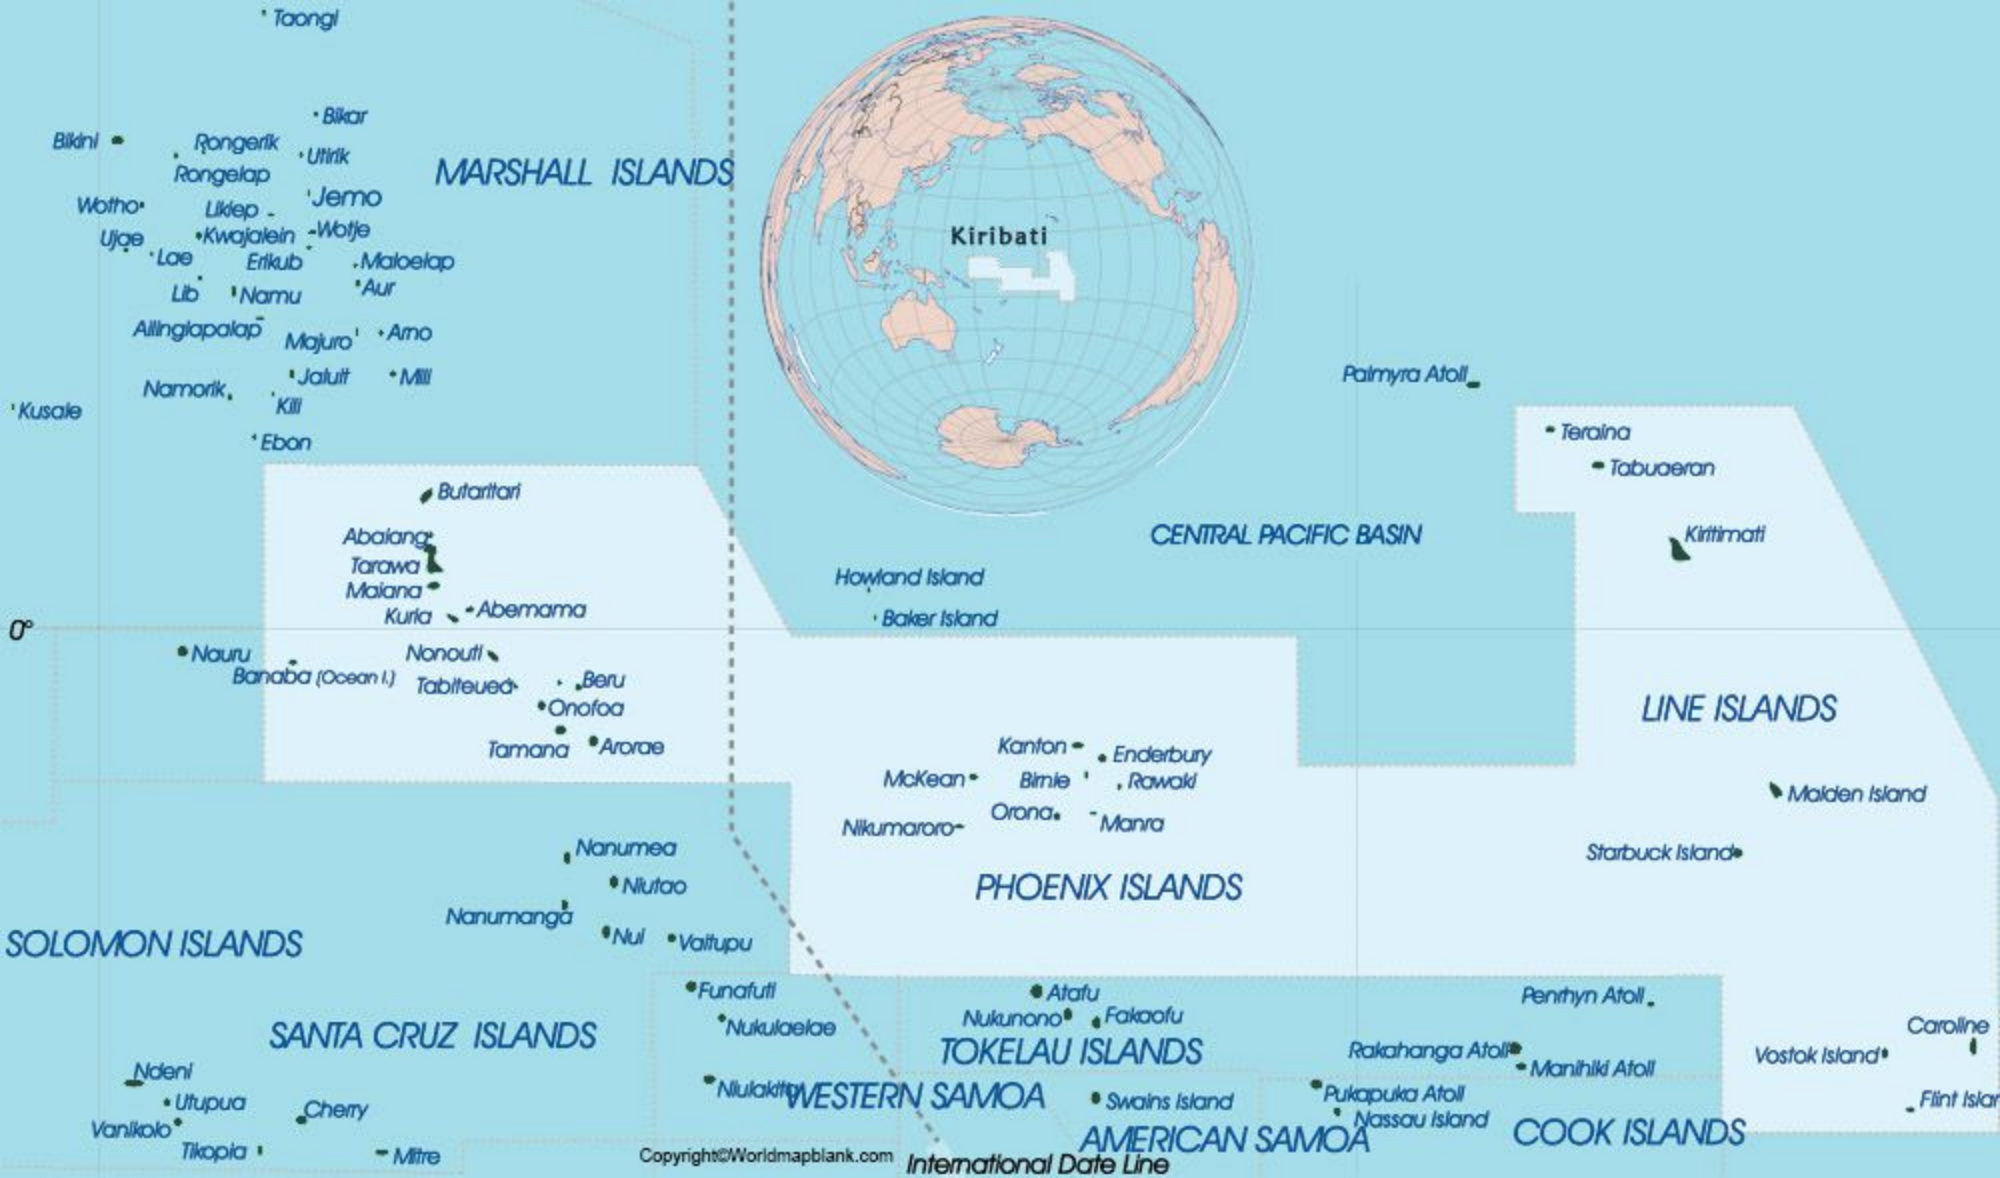 Taongi
Bikar
Bikini
Rongerik
Utirik
Rongelap
MARSHALL ISLANDS
Jemo
Wotho
Likiep
Wotje
Ujae
Kwajalein
Lae
Erikub
Maloelap
Lib
Namu
Aur
Ailinglapalap
Majuro
Arno
Jaluit
Mili
Namorik
Kili
Kusaie
Ebon
Kiribati
Palmyra Atoll
Teraina
Tabuaeran
Kiritimati
CENTRAL PACIFIC BASIN
Butaritari
Abaiang
Tarawa
Maiana
Kuria
Abemama
Howland Island
Baker Island
0°
Nauru
Banaba (Ocean I.)
Nonouti
Tabiteuea
Beru
Onofoa
Tamana
Arorae
LINE ISLANDS
Kanton
Enderbury
McKean
Birnie
Rawaki
Orona
Manra
Nikumaroro
Malden Island
Starbuck Island
PHOENIX ISLANDS
Nanumea
Niutao
Nanumanga
Nui
Vaitupu
SOLOMON ISLANDS
Funafuti
Nukulaelae
Atafu
Nukunono
Fakaofu
Penrhyn Atoll
Caroline
SANTA CRUZ ISLANDS
TOKELAU ISLANDS
Rakahanga Atoll
Manihiki Atoll
Vostok Island
Ndeni
Utupua
Cherry
Vanikolo
Tikopia
Mitre
Niulakita
WESTERN SAMOA
Swains Island
Pukapuka Atoll
Nassau Island
Flint Islan
AMERICAN SAMOA
COOK ISLANDS
Copyright©Worldmapblank.com
International Date Line